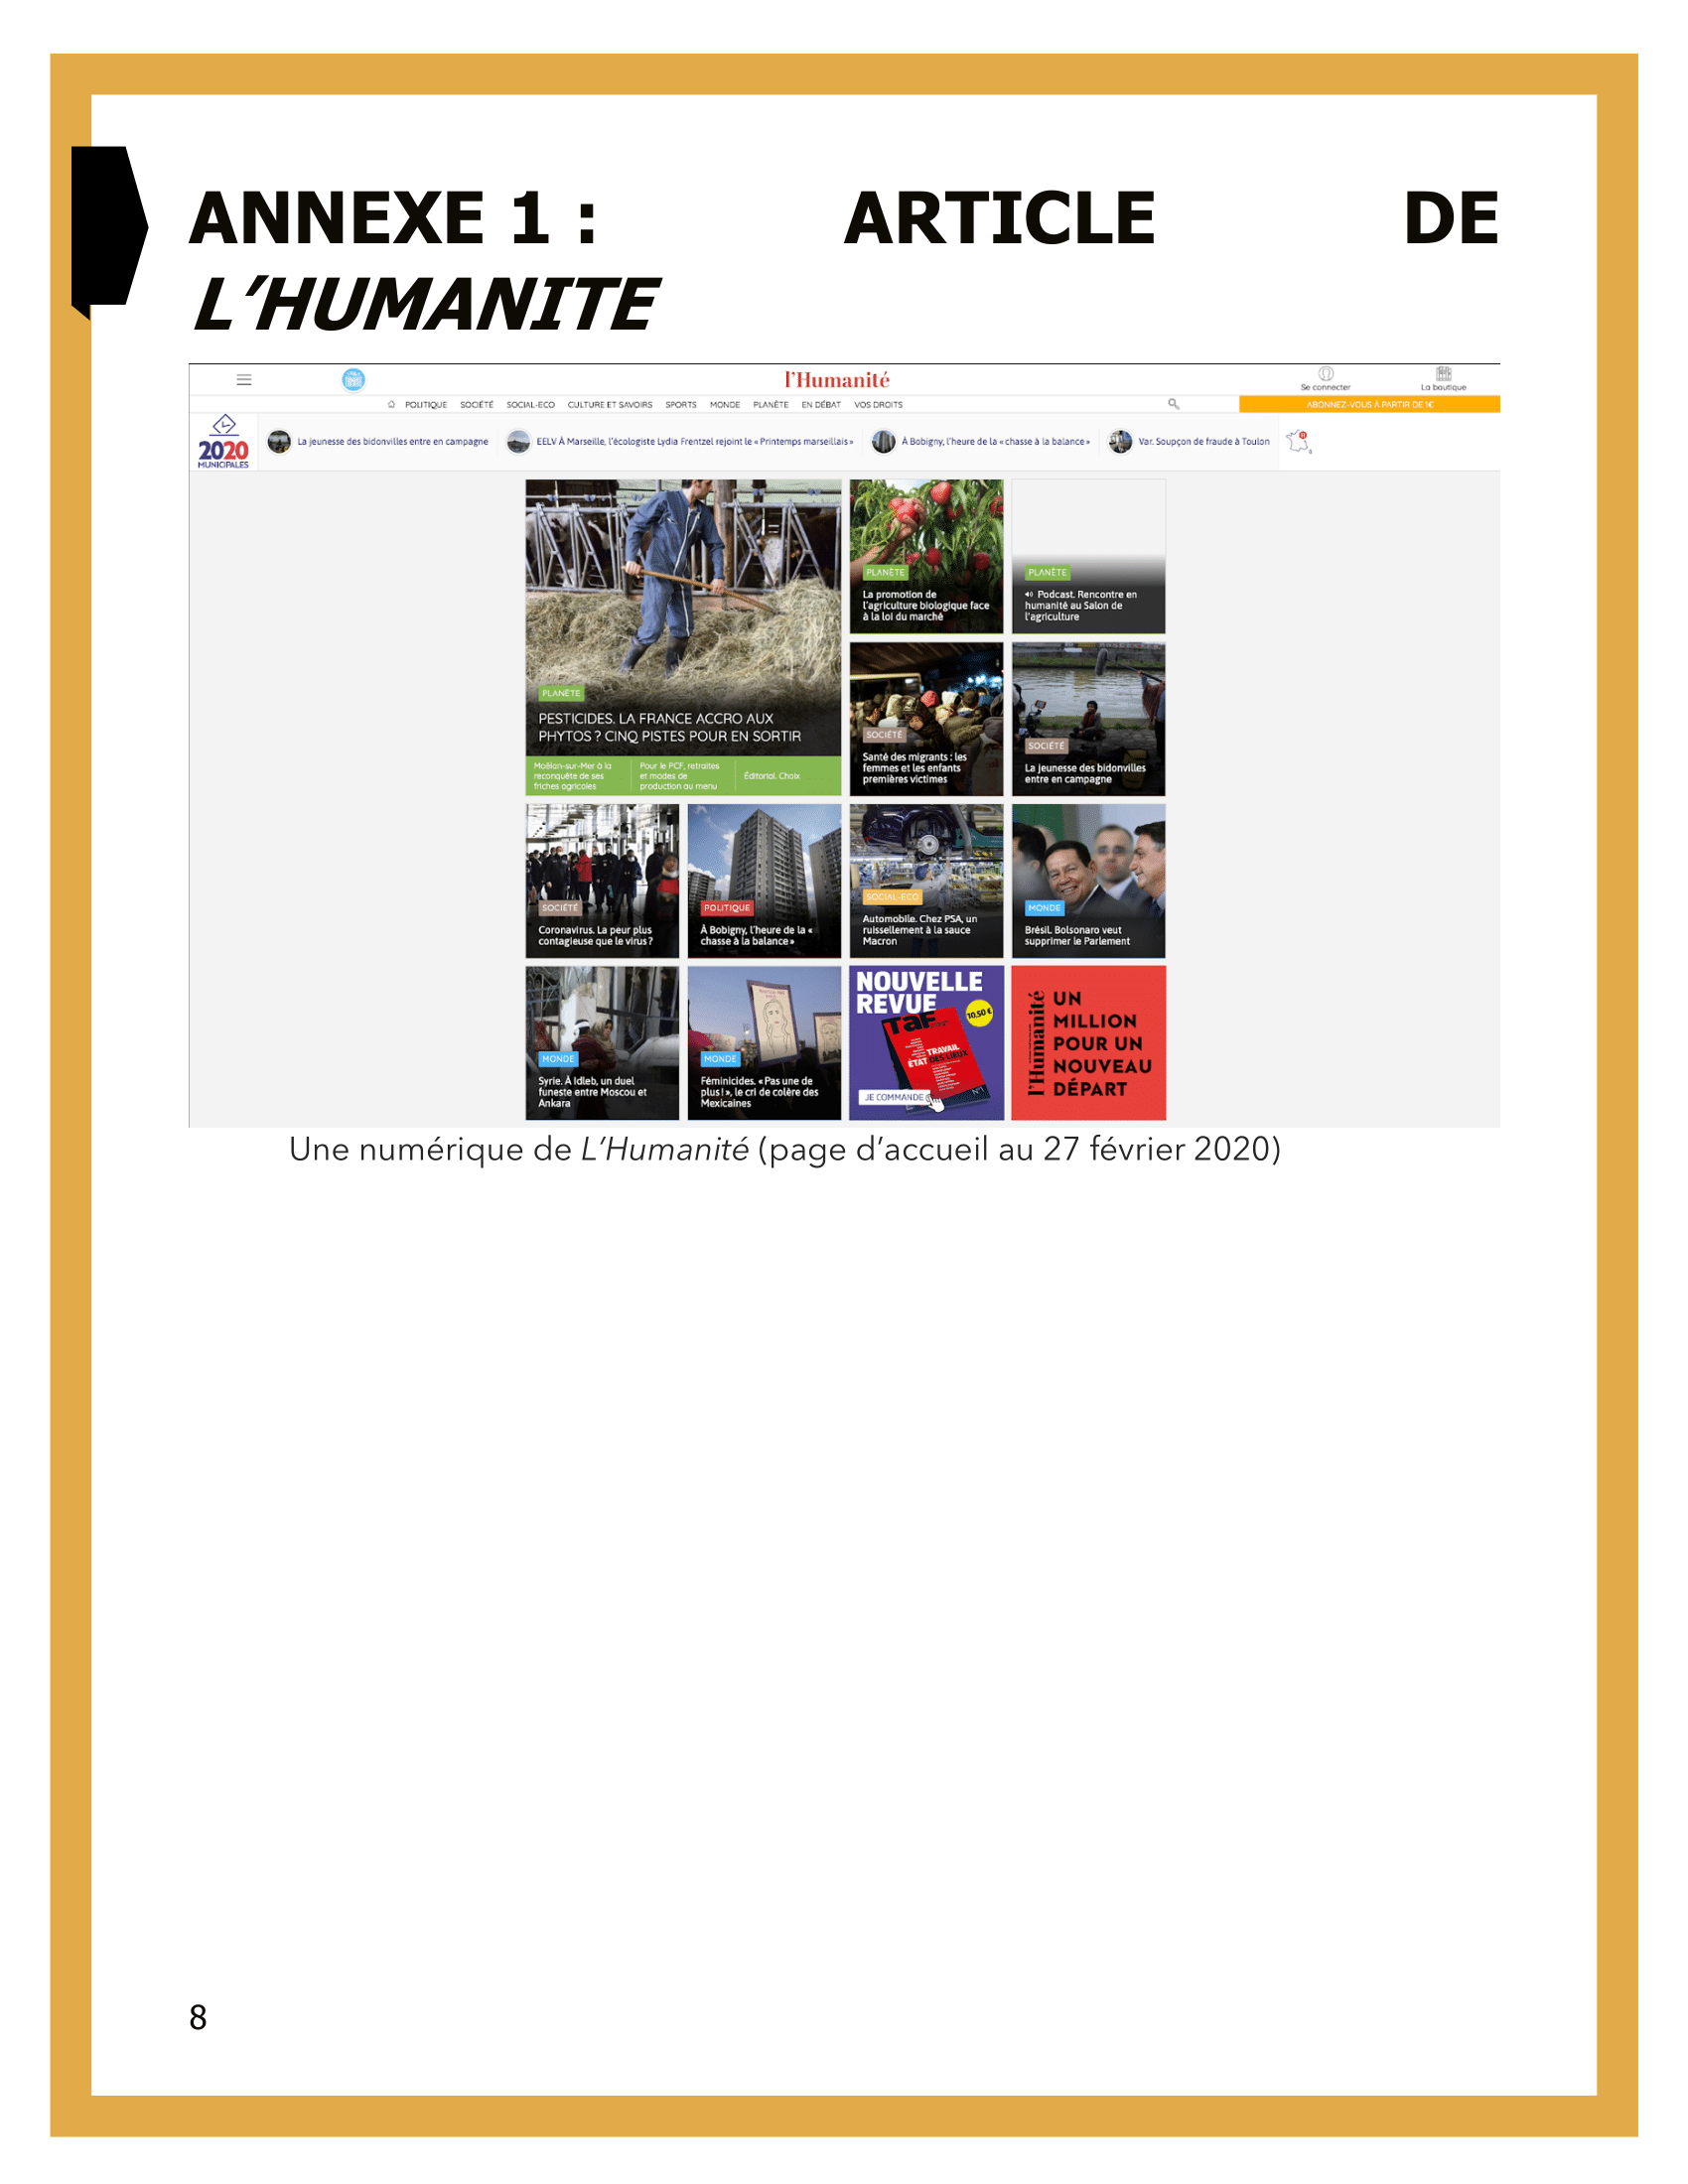 ANNEXE 1 : ARTICLE DE
L'HUMANITE
l'Humanité
Se connecter
La boutique
POLITIQUE SOCIÉTÉ SOCIAL-ECO CULTURE ET SAVOIRS SPORTS MONDE PLANÈTE EN DÉBAT VOS DROITS
ABONNEZ-VOUS À PARTIR DE 1€
2020
MUNICIPALES
La jeunesse des bidonvilles entre en campagne
EELV À Marseille, l'écologiste Lydia Frentzel rejoint le « Printemps marseillais »
À Bobigny, l'heure de la « chasse à la balance »
Var. Soupçon de fraude à Toulon
PLANÈTE
PESTICIDES. LA FRANCE ACCRO AUX
PHYTOS ? CINQ PISTES POUR EN SORTIR
Moëlan-sur-Mer à la
reconquête de ses
friches agricoles
Pour le PCF, retraites
et modes de
production au menu
Éditorial. Choix
PLANÈTE
La promotion de
l'agriculture biologique face
à la loi du marché
PLANÈTE
Podcast. Rencontre en
humanité au Salon de
l'agriculture
SOCIÉTÉ
Santé des migrants : les
femmes et les enfants
premières victimes
SOCIÉTÉ
La jeunesse des bidonvilles
entre en campagne
SOCIÉTÉ
Coronavirus. La peur plus
contagieuse que le virus ?
POLITIQUE
À Bobigny, l'heure de la «
chasse à la balance »
SOCIAL-ECO
Automobile. Chez PSA, un
ruissellement à la sauce
Macron
MONDE
Brésil. Bolsonaro veut
supprimer le Parlement
MONDE
Syrie. À Idleb, un duel
funeste entre Moscou et
Ankara
MONDE
Féminicides. « Pas une de
plus ! », le cri de colère des
Mexicaines
NOUVELLE
REVUE
10,50 €
TaF
TRAVAIL
ÉTAT DES LIEUX
N°1
JE COMMANDE
l'Humanité
UN
MILLION
POUR UN
NOUVEAU
DÉPART
Une numérique de L'Humanité (page d'accueil au 27 février 2020)
8